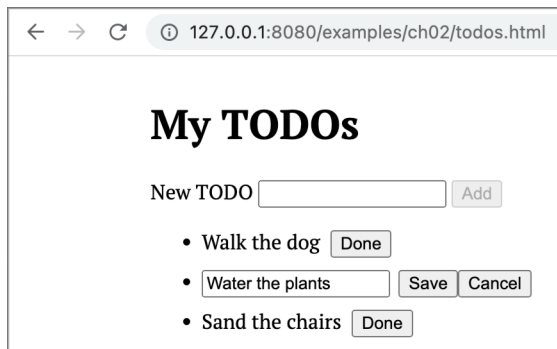 127.0.0.1:8080/examples/ch02/todos.html
My TODOs
New TODO Add
Walk the dog Done
Water the plants Save Cancel
Sand the chairs Done